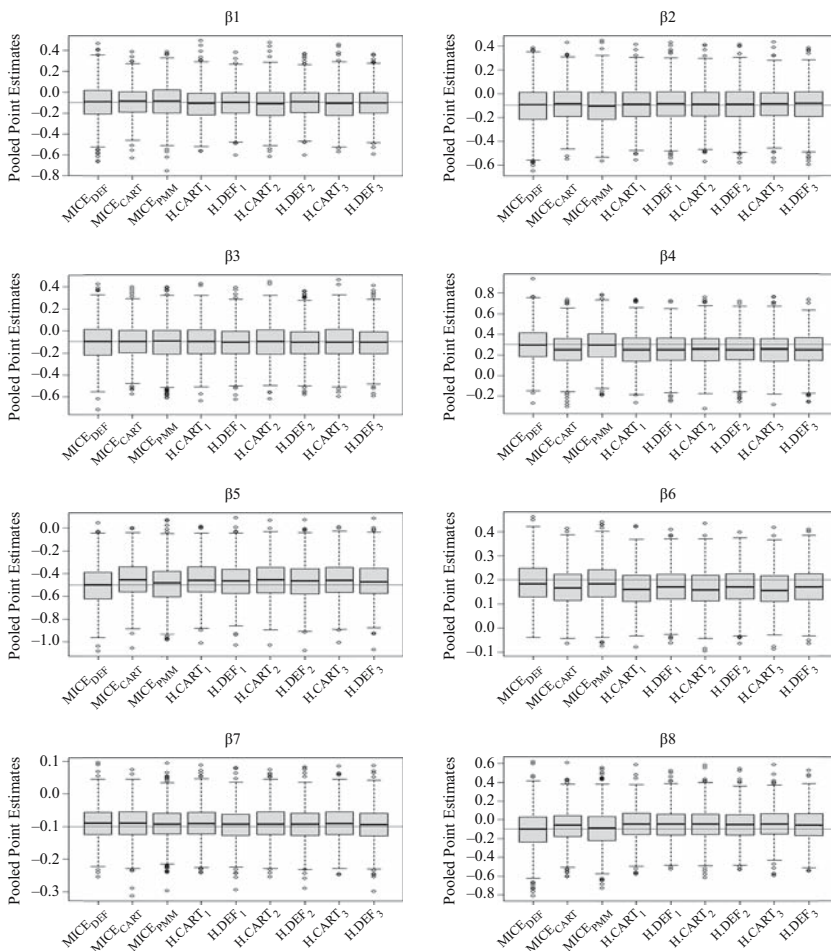 β1
β2
Pooled Point Estimates
0.4
0.2
−0.0
−0.2
−0.4
−0.6
−0.8
MICE_DEF
MICE_CART
MICE_PMM
H.CART_1
H.DEF_1
H.CART_2
H.DEF_2
H.CART_3
H.DEF_3
Pooled Point Estimates
0.4
0.2
−0.0
−0.2
−0.4
−0.6
MICE_DEF
MICE_CART
MICE_PMM
H.CART_1
H.DEF_1
H.CART_2
H.DEF_2
H.CART_3
H.DEF_3
β3
β4
Pooled Point Estimates
0.4
0.2
−0.0
−0.2
−0.4
−0.6
MICE_DEF
MICE_CART
MICE_PMM
H.CART_1
H.DEF_1
H.CART_2
H.DEF_2
H.CART_3
H.DEF_3
Pooled Point Estimates
0.8
0.4
0.2
0.0
−0.2
MICE_DEF
MICE_CART
MICE_PMM
H.CART_1
H.DEF_1
H.CART_2
H.DEF_2
H.CART_3
H.DEF_3
β5
β6
Pooled Point Estimates
0.0
−0.2
−0.4
−0.6
−0.8
−1.0
MICE_DEF
MICE_CART
MICE_PMM
H.CART_1
H.DEF_1
H.CART_2
H.DEF_2
H.CART_3
H.DEF_3
Pooled Point Estimates
0.4
0.2
0.2
0.1
0.0
−0.1
MICE_DEF
MICE_CART
MICE_PMM
H.CART_1
H.DEF_1
H.CART_2
H.DEF_2
H.CART_3
H.DEF_3
β7
β8
Pooled Point Estimates
0.1
0.0
−0.1
−0.2
−0.3
MICE_DEF
MICE_CART
MICE_PMM
H.CART_1
H.DEF_1
H.CART_2
H.DEF_2
H.CART_3
H.DEF_3
Pooled Point Estimates
0.6
0.4
0.2
0.0
−0.2
−0.4
−0.6
−0.8
MICE_DEF
MICE_CART
MICE_PMM
H.CART_1
H.DEF_1
H.CART_2
H.DEF_2
H.CART_3
H.DEF_3